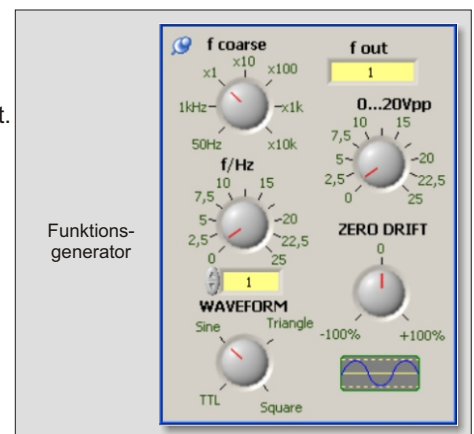 t.
Funktions-
generator
f coarse
x10
x1
x100
1kHz
x1k
50Hz
x10k
f out
1
0...20Vpp
10
15
7,5
5
20
2,5
22,5
0
25
f/Hz
10
15
7,5
5
20
2,5
22,5
0
25
1
ZERO DRIFT
0
-100%
+100%
WAVEFORM
Sine
Triangle
TTL
Square